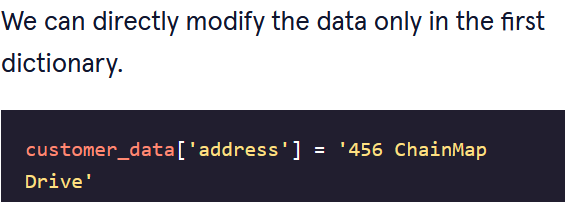 We can directly modify the data only in the first
dictionary.
customer_data['address'] = '456 ChainMap
Drive'